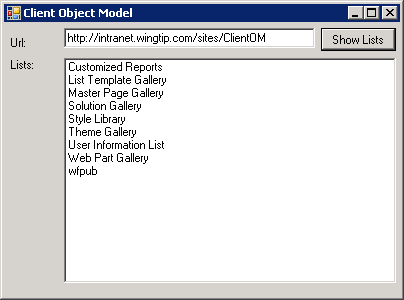 Client Object Model
Url: http://intranet.wingtip.com/sites/ClientOM Show Lists
Lists: Customized Reports
List Template Gallery
Master Page Gallery
Solution Gallery
Style Library
Theme Gallery
User Information List
Web Part Gallery
wfpub